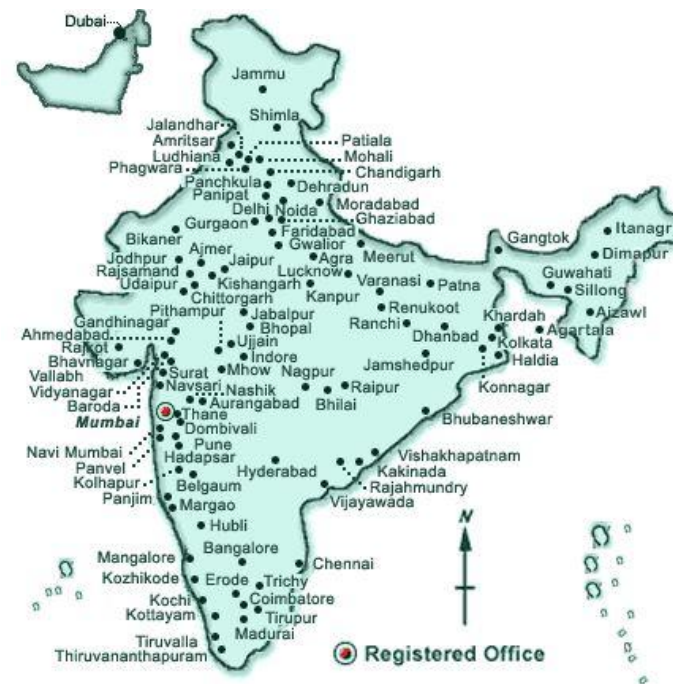 Dubai
Jammu
Shimla
Jalandhar
Amritsar
Ludhiana
Phagwara
Patiala
Mohali
Chandigarh
Panchkula
Panipat
Dehradun
Delhi
Noida
Moradabad
Ghaziabad
Gurgaon
Faridabad
Bikaner
Gwalior
Meerut
Gangtok
Itanagr
Dimapur
Jodhpur
Ajmer
Jaipur
Agra
Rajsamand
Lucknow
Varanasi
Patna
Guwahati
Sillong
Udaipur
Kishangarh
Kanpur
Chittorgarh
Renukoot
Aizawl
Pithampur
Jabalpur
Ranchi
Khardah
Agartala
Gandhinagar
Bhopal
Dhanbad
Ahmedabad
Kolkata
Rajkot
Ujjain
Indore
Haldia
Bhavnagar
Surat
Mhow
Nagpur
Jamshedpur
Vallabh
Vidyanagar
Navsari
Nashik
Raipur
Konnagar
Baroda
Aurangabad
Bhilai
Mumbai
Thane
Bhubaneshwar
Dombivali
Navi Mumbai
Pune
Panvel
Hadapsar
Vishakhapatnam
Kolhapur
Hyderabad
Kakinada
Belgaum
Rajahmundry
Panjim
Vijayawada
Margao
Hubli
N
Bangalore
Mangalore
Chennai
Kozhikode
Erode
Trichy
Kochi
Coimbatore
Kottayam
Tirupur
Madurai
Tiruvalla
Thiruvananthapuram
Registered Office